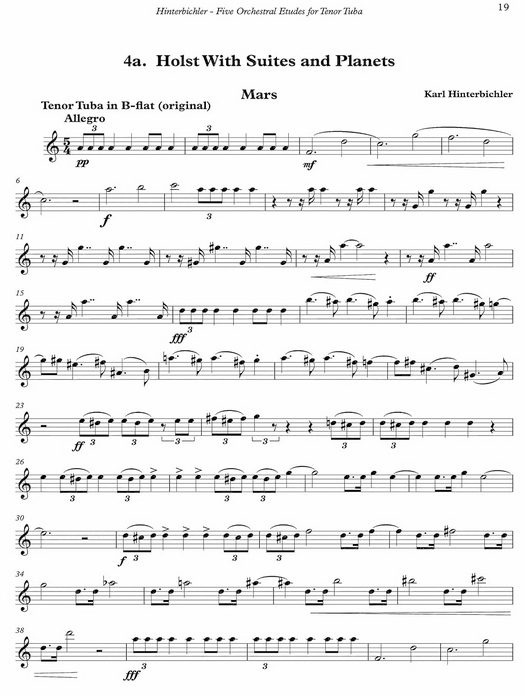 Hinterbichler - Five Orchestral Etudes for Tenor Tuba
19
4a. Holst With Suites and Planets
Mars
Karl Hinterbichler
Tenor Tuba in B-flat (original)
Allegro
3
3
5
4
pp
mf
6
f
3
11
ff
15
fff
3
19
23
ff
3
3
3
3
3
26
3
3
3
3
30
f
3
3
3
34
38
fff
3
3